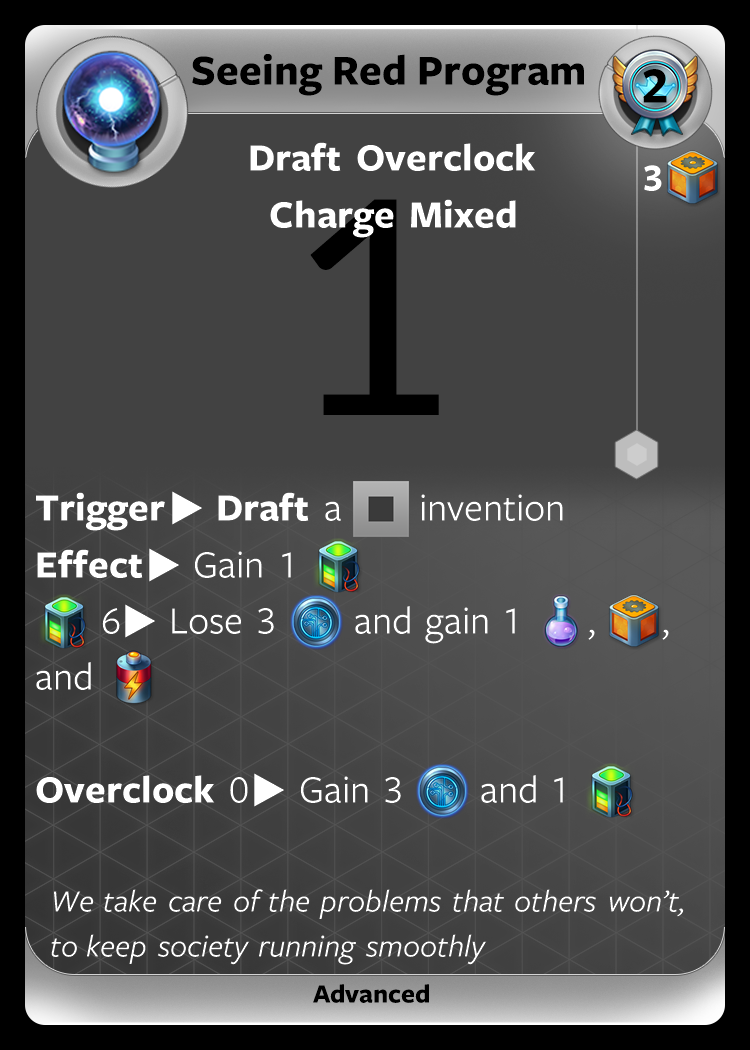 Seeing Red Program
2
Draft Overclock
3
Charge Mixed
1
Trigger▶ Draft a invention
Effect▶ Gain 1
6▶ Lose 3 and gain 1 , ,
and
Overclock 0▶ Gain 3 and 1
We take care of the problems that others won't,
to keep society running smoothly
Advanced